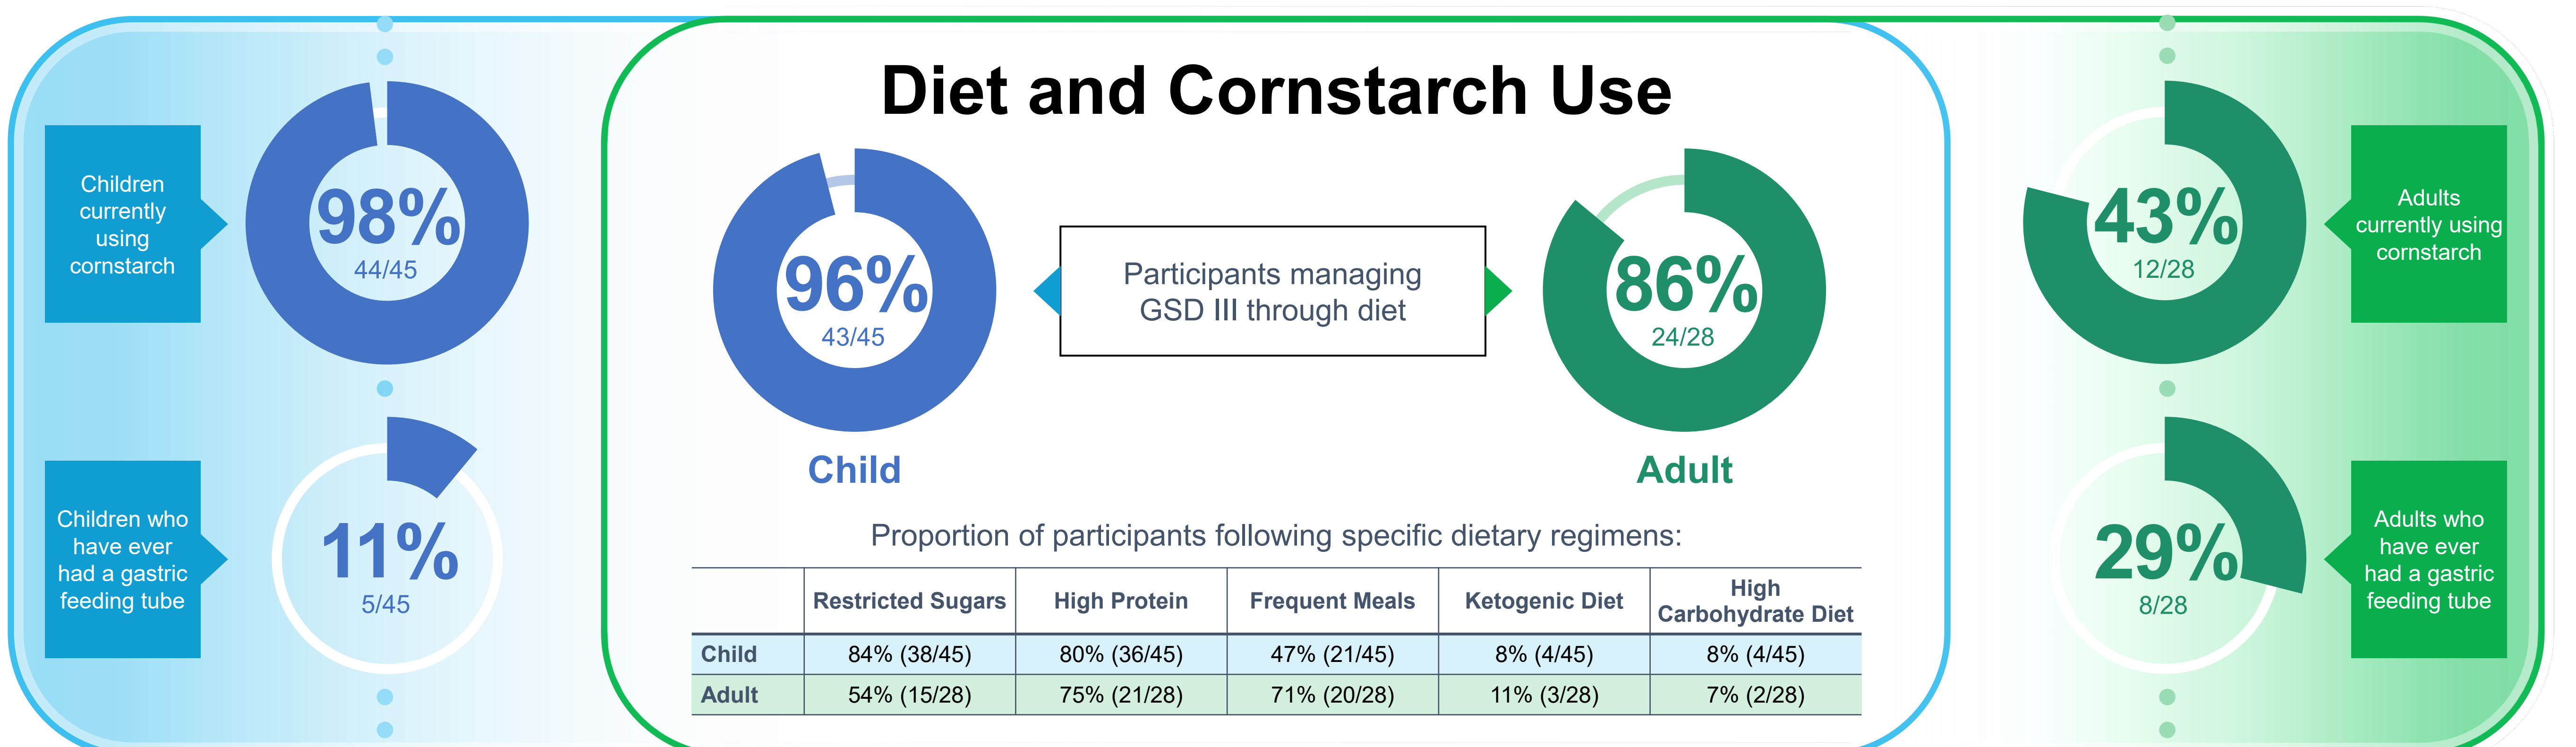 Diet and Cornstarch Use
Children
currently
using
cornstarch
98%
44/45
Children who
have ever
had a gastric
feeding tube
11%
5/45
96%
43/45
Child
Participants managing
GSD III through diet
86%
24/28
Adult
Proportion of participants following specific dietary regimens:
Restricted Sugars High Protein Frequent Meals Ketogenic Diet High
Carbohydrate Diet
Child 84% (38/45) 80% (36/45) 47% (21/45) 8% (4/45) 8% (4/45)
Adult 54% (15/28) 75% (21/28) 71% (20/28) 11% (3/28) 7% (2/28)
43%
12/28
Adults
currently using
cornstarch
29%
8/28
Adults who
have ever
had a gastric
feeding tube